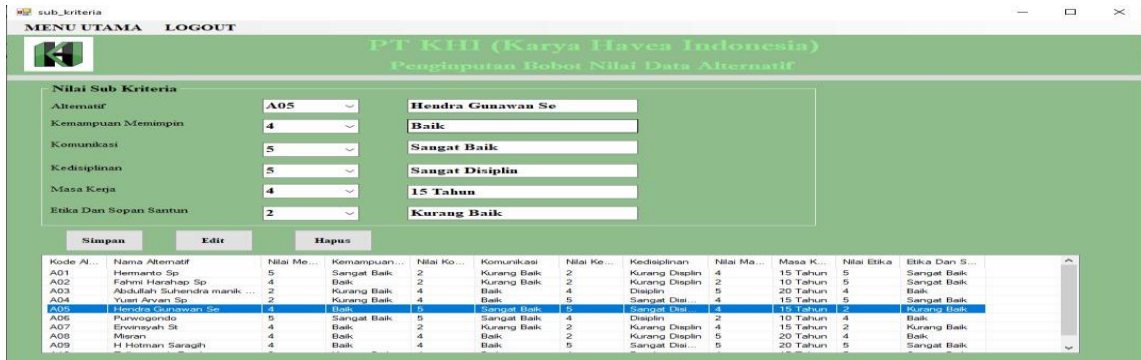 sub_kriteria
MENU UTAMA LOGOUT
PT KHI (Karya Havea Indonesia)
Penginputan Bobot Nilai Data Alternatif
Nilai Sub Kriteria
Alternatif A05 Hendra Gunawan Se
Kemampuan Memimpin 4 Baik
Komunikasi 5 Sangat Baik
Kedisiplinan 5 Sangat Disiplin
Masa Kerja 4 15 Tahun
Etika Dan Sopan Santun 2 Kurang Baik
Simpan Edit Hapus
Kode Al... Nama Alternatif Nilai Me... Kemampuan... Nilai Ko... Komunikasi Nilai Ke... Kedisiplinan Nilai Ma... Masa K... Nilai Etika Etika Dan S...
A01 Hermanto Sp 5 Sangat Baik 2 Kurang Baik 2 Kurang Displin 4 15 Tahun 5 Sangat Baik
A02 Fahmi Harahap Sp 4 Baik 2 Kurang Baik 2 Kurang Displin 2 10 Tahun 5 Sangat Baik
A03 Abdullah Suhendra manik ... 2 Kurang Baik 4 Baik 4 Disiplin 5 20 Tahun 4 Baik
A04 Yusri Arvan Sp 2 Kurang Baik 4 Baik 5 Sangat Disi... 4 15 Tahun 5 Sangat Baik
A05 Hendra Gunawan Se 4 Baik 5 Sangat Baik 5 Sangat Disi... 4 15 Tahun 2 Kurang Baik
A06 Purwogondo 5 Sangat Baik 5 Sangat Baik 4 Disiplin 2 10 Tahun 4 Baik
A07 Erwinsyah St 4 Baik 2 Kurang Baik 2 Kurang Displin 4 15 Tahun 2 Kurang Baik
A08 Misran 4 Baik 4 Baik 2 Kurang Displin 5 20 Tahun 4 Baik
A09 H Hotman Saragih 4 Baik 4 Baik 5 Sangat Disi... 5 20 Tahun 5 Sangat Baik